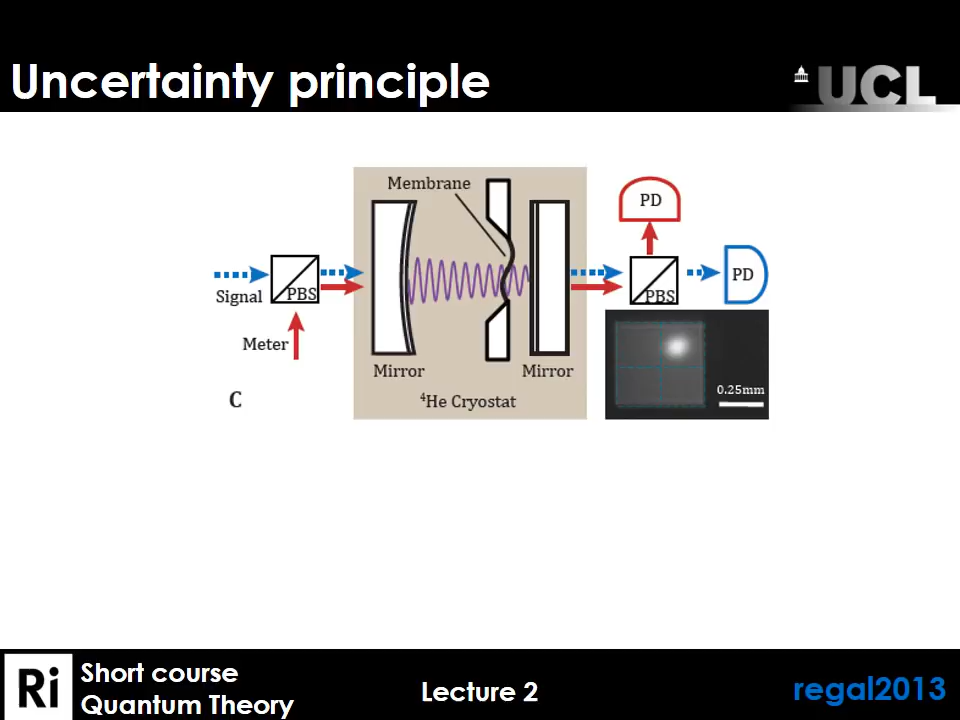 Uncertainty principle
UCL
Membrane
PD
Signal
PBS
PBS
PD
Meter
Mirror
Mirror
0.25mm
C
⁴He Cryostat
Ri
Short course
Quantum Theory
Lecture 2
regal2013